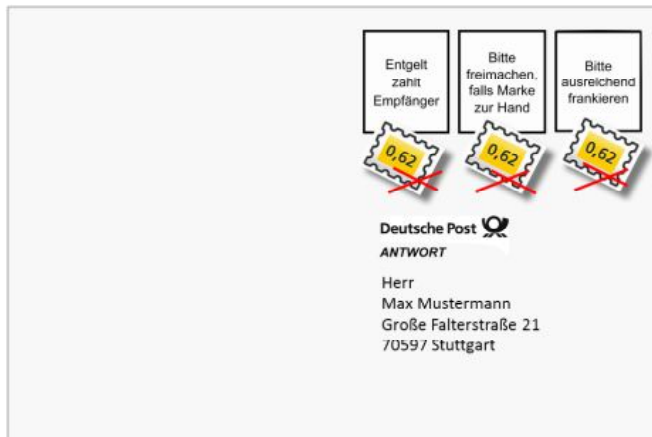 Entgelt
zahlt
Empfänger
Bitte
freimachen,
falls Marke
zur Hand
Bitte
ausreichend
frankieren
0,62
0,62
0,62
Deutsche Post
ANTWORT
Herr
Max Mustermann
Große Falterstraße 21
70597 Stuttgart